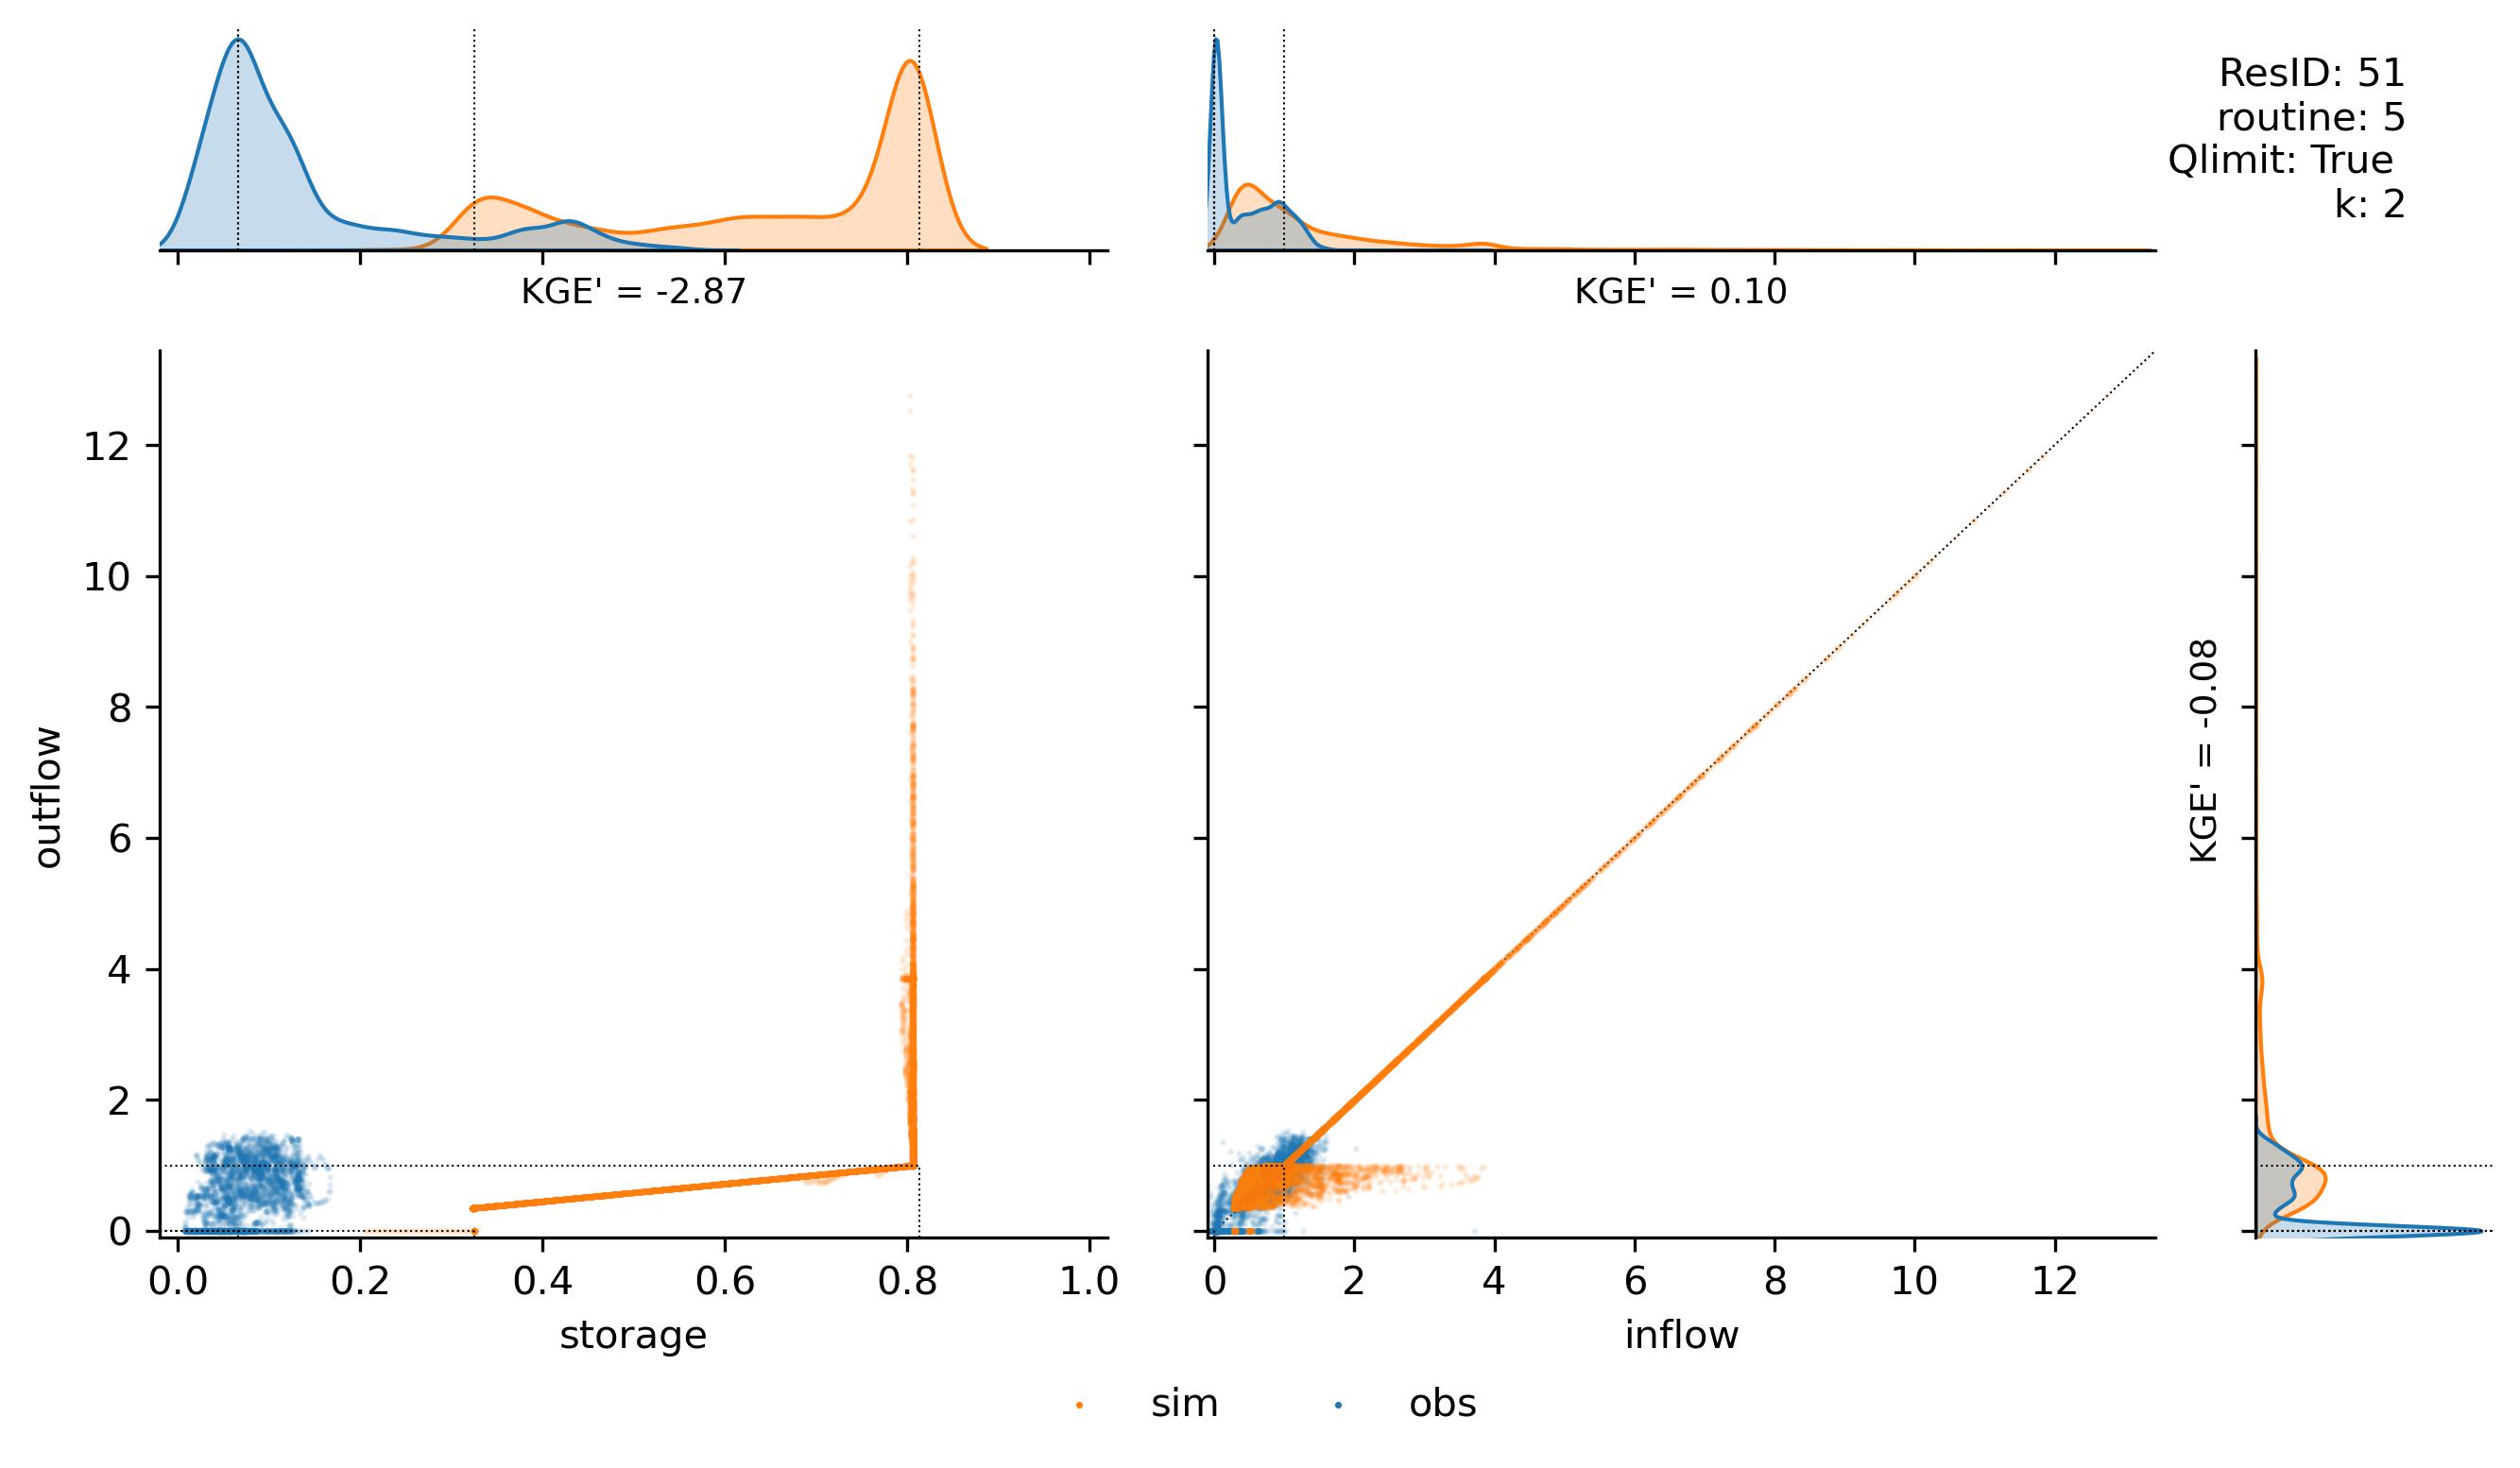 ResID: 51
routine: 5
Qlimit: True
k: 2
KGE' = -2.87
KGE' = 0.10
12
10
8
6
4
2
0
outflow
KGE' = -0.08
0.0 0.2 0.4 0.6 0.8 1.0
0 2 4 6 8 10 12
storage
inflow
sim
obs